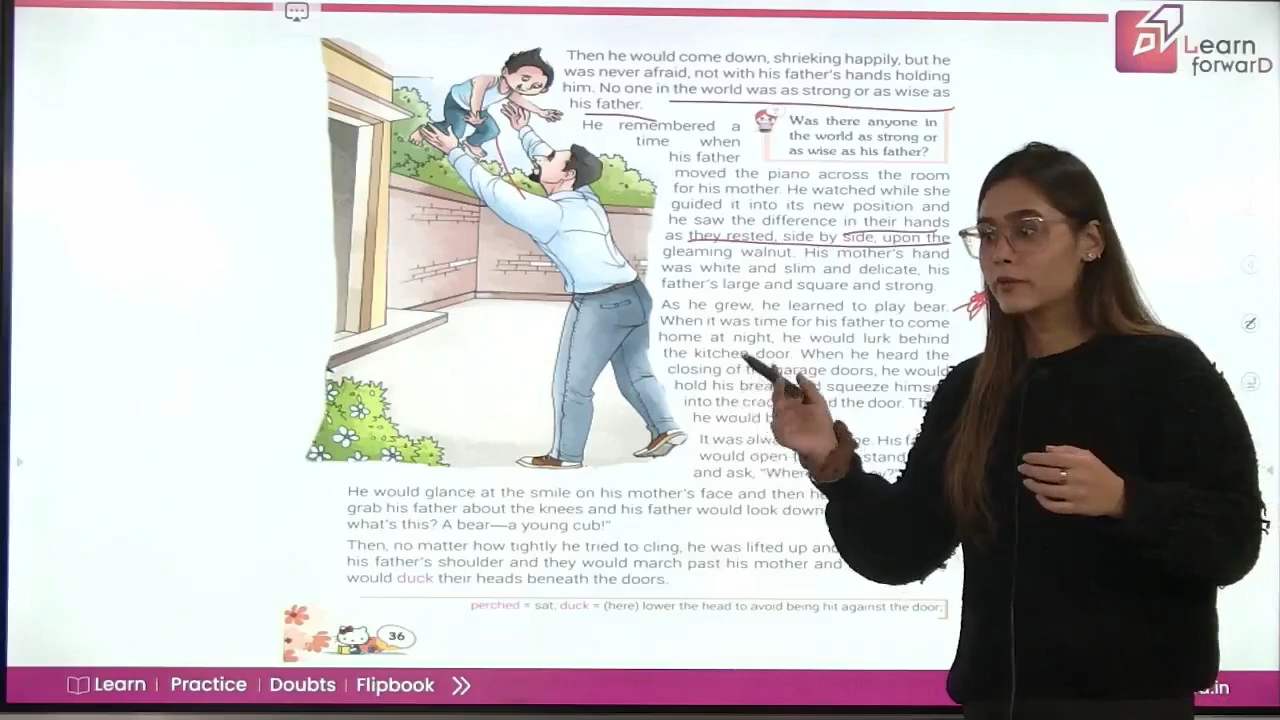 Learn
forwarD
Then he would come down, shrieking happily, but he
was never afraid, not with his father's hands holding
him. No one in the world was as strong or as wise as
his father.
Was there anyone in
the world as strong or
as wise as his father?
He remembered a
time when
his father
moved the piano across the room
for his mother. He watched while she
guided it into its new position and
he saw the difference in their hands
as they rested, side by side, upon the
gleaming walnut. His mother's hand
was white and slim and delicate, his
father's large and square and strong.
As he grew, he learned to play bear.
When it was time for his father to come
home at night, he would lurk behind
the kitchen door. When he heard the
closing of garage doors, he would
hold his squeeze
into the the door.
he would
It was
would open stand
and ask,
He would glance at the smile on his mother's face and then
grab his father about the knees and his father would look down
what's this? A bear—a young cub!"
Then, no matter how tightly he tried to cling, he was lifted up
his father's shoulder and they would march past his mother and
would duck their heads beneath the doors.
perched = sat; duck = (here) lower the head to avoid being hit against the door;
36
Learn | Practice | Doubts | Flipbook